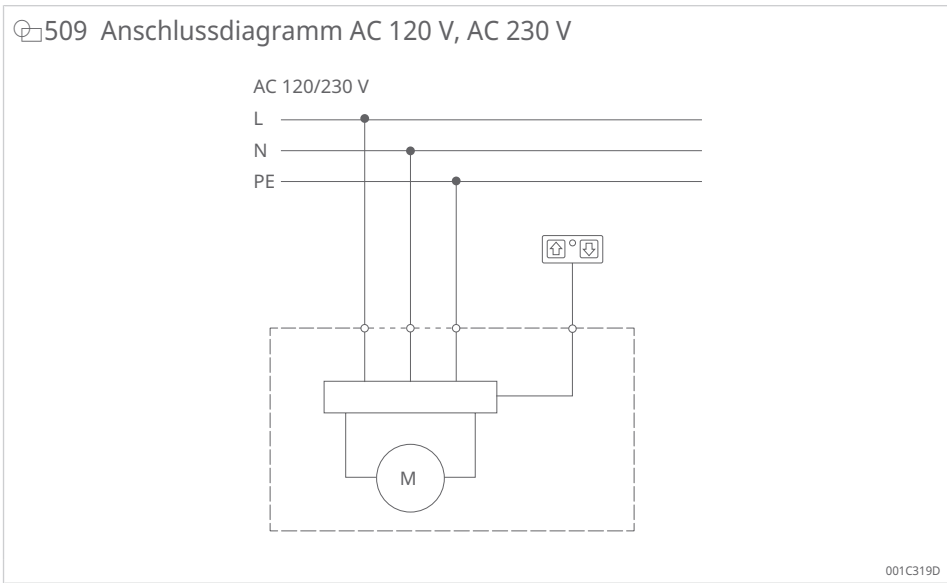 509 Anschlussdiagramm AC 120 V, AC 230 V
AC 120/230 V
L
N
PE
M
001C319D